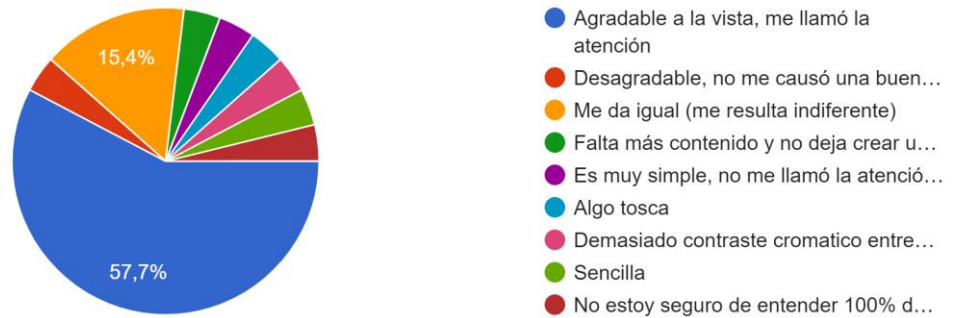 15,4%
57,7%
Agradable a la vista, me llamó la
atención
Desagradable, no me causó una buen…
Me da igual (me resulta indiferente)
Falta más contenido y no deja crear u…
Es muy simple, no me llamó la atenció…
Algo tosca
Demasiado contraste cromatico entre…
Sencilla
No estoy seguro de entender 100% d…